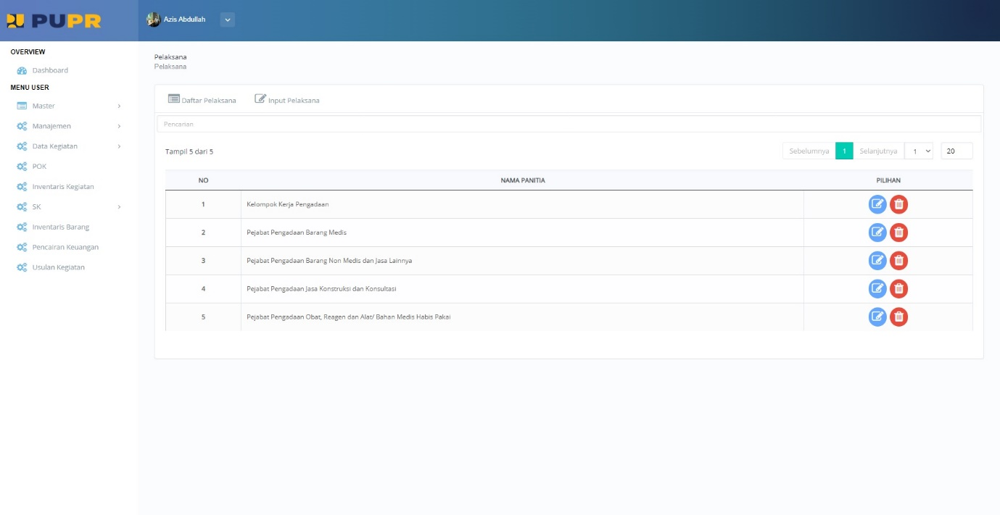 PUPR
Azis Abdullah
OVERVIEW
Dashboard
MENU USER
Master
Manajemen
Data Kegiatan
POK
Inventaris Kegiatan
SK
Inventaris Barang
Pencairan Keuangan
Usulan Kegiatan
Pelaksana
Pelaksana
Daftar Pelaksana Input Pelaksana
Pencarian
Tampil 5 dari 5 Sebelumnya 1 Selanjutnya 1 20
NO NAMA PANITIA PILIHAN
1 Kelompok Kerja Pengadaan
2 Pejabat Pengadaan Barang Medis
3 Pejabat Pengadaan Barang Non Medis dan Jasa Lainnya
4 Pejabat Pengadaan Jasa Konstruksi dan Konsultasi
5 Pejabat Pengadaan Obat, Reagen dan Alat/ Bahan Medis Habis Pakai